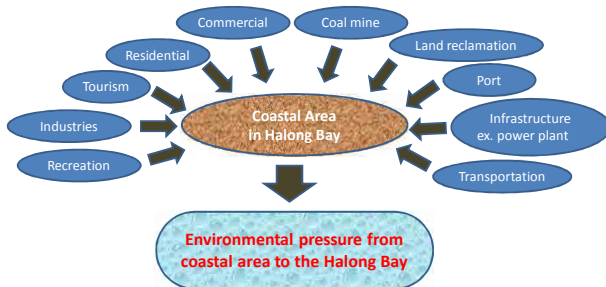 Commercial
Coal mine
Residential
Land reclamation
Tourism
Port
Industries
Coastal Area
in Halong Bay
Infrastructure
ex. power plant
Recreation
Transportation
Environmental pressure from
coastal area to the Halong Bay